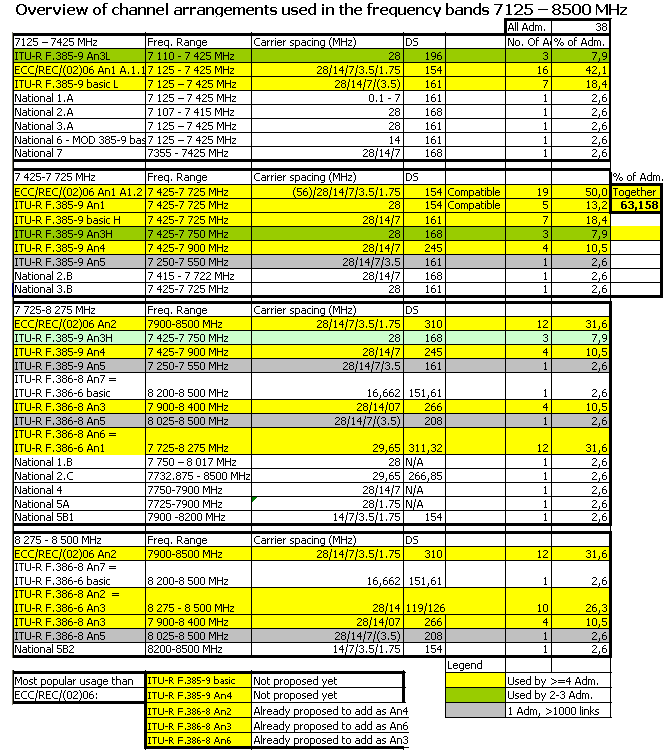 Overview of channel arrangements used in the frequency bands 7125 – 8500 MHz
All Adm. 38
7125 – 7425 MHz Freq. Range Carrier spacing (MHz) DS No. Of A % of Adm.
ITU-R F.385-9 An3L 7 110 - 7 425 MHz 28 196 3 7,9
ECC/REC/(02)06 An1 A.1.1 7 125 – 7 425 MHz 28/14/7/3.5/1.75 154 16 42,1
ITU-R F.385-9 basic L 7 125 – 7 425 MHz 28/14/7/(3.5) 161 7 18,4
National 1.A 7 125 – 7 425 MHz 0.1 - 7 161 1 2,6
National 2.A 7 107 - 7 415 MHz 28 168 1 2,6
National 3.A 7 125 – 7 425 MHz 28 161 1 2,6
National 6 - MOD 385-9 bas 7 125 – 7 425 MHz 14 161 1 2,6
National 7 7355 - 7425 MHz 28/14/7 168 1 2,6
7 425-7 725 MHz Freq. Range Carrier spacing (MHz) DS % of Adm.
ECC/REC/(02)06 An1 A1.2 7 425-7 725 MHz (56)/28/14/7/3.5/1.75 154 Compatible 19 50,0 Together
ITU-R F.385-9 An1 7 425-7 725 MHz 28 154 Compatible 5 13,2 63,158
ITU-R F.385-9 basic H 7 425-7 725 MHz 28/14/7 161 7 18,4
ITU-R F.385-9 An3H 7 425-7 750 MHz 28 168 3 7,9
ITU-R F.385-9 An4 7 425-7 900 MHz 28/14/7 245 4 10,5
ITU-R F.385-9 An5 7 250-7 550 MHz 28/14/7/3.5 161 1 2,6
National 2.B 7 415 - 7 722 MHz 28/14/7 168 1 2,6
National 3.B 7 425-7 725 MHz 28 161 1 2,6
7 725-8 275 MHz Freq. Range Carrier spacing (MHz) DS
ECC/REC/(02)06 An2 7900-8500 MHz 28/14/7/3.5/1.75 310 12 31,6
ITU-R F.385-9 An3H 7 425-7 750 MHz 28 168 3 7,9
ITU-R F.385-9 An4 7 425-7 900 MHz 28/14/7 245 4 10,5
ITU-R F.385-9 An5 7 250-7 550 MHz 28/14/7/3.5 161 1 2,6
ITU-R F.386-8 An7 =
ITU-R F.386-6 basic 8 200-8 500 MHz 16,662 151,61 1 2,6
ITU-R F.386-8 An3 7 900-8 400 MHz 28/14/07 266 4 10,5
ITU-R F.386-8 An5 8 025-8 500 MHz 28/14/7/(3.5) 208 1 2,6
ITU-R F.386-8 An6 =
ITU-R F.386-6 An1 7 725-8 275 MHz 29,65 311,32 12 31,6
National 1.B 7 750 – 8 017 MHz 28 N/A 1 2,6
National 2.C 7732.875 - 8500 MHz 29,65 266,85 1 2,6
National 4 7750-7900 MHz 28/14/7 N/A 1 2,6
National 5A 7725-7900 MHz 28/1.75 N/A 1 2,6
National 5B1 7900 -8200 MHz 14/7/3.5/1.75 154 1 2,6
8 275 - 8 500 MHz Freq. Range Carrier spacing (MHz) DS
ECC/REC/(02)06 An2 7900-8500 MHz 28/14/7/3.5/1.75 310 12 31,6
ITU-R F.386-8 An7 =
ITU-R F.386-6 basic 8 200-8 500 MHz 16,662 151,61 1 2,6
ITU-R F.386-8 An2 =
ITU-R F.386-6 An3 8 275 - 8 500 MHz 28/14 119/126 10 26,3
ITU-R F.386-8 An3 7 900-8 400 MHz 28/14/07 266 4 10,5
ITU-R F.386-8 An5 8 025-8 500 MHz 28/14/7/(3.5) 208 1 2,6
National 5B2 8200-8500 MHz 14/7/3.5/1.75 154 1 2,6
Legend
Most popular usage than ITU-R F.385-9 basic Not proposed yet Used by >=4 Adm.
ECC/REC/(02)06: ITU-R F.385-9 An4 Not proposed yet Used by 2-3 Adm.
ITU-R F.386-8 An2 Already proposed to add as An4 1 Adm, >1000 links
ITU-R F.386-8 An3 Already proposed to add as An6
ITU-R F.386-8 An6 Already proposed to add as An3